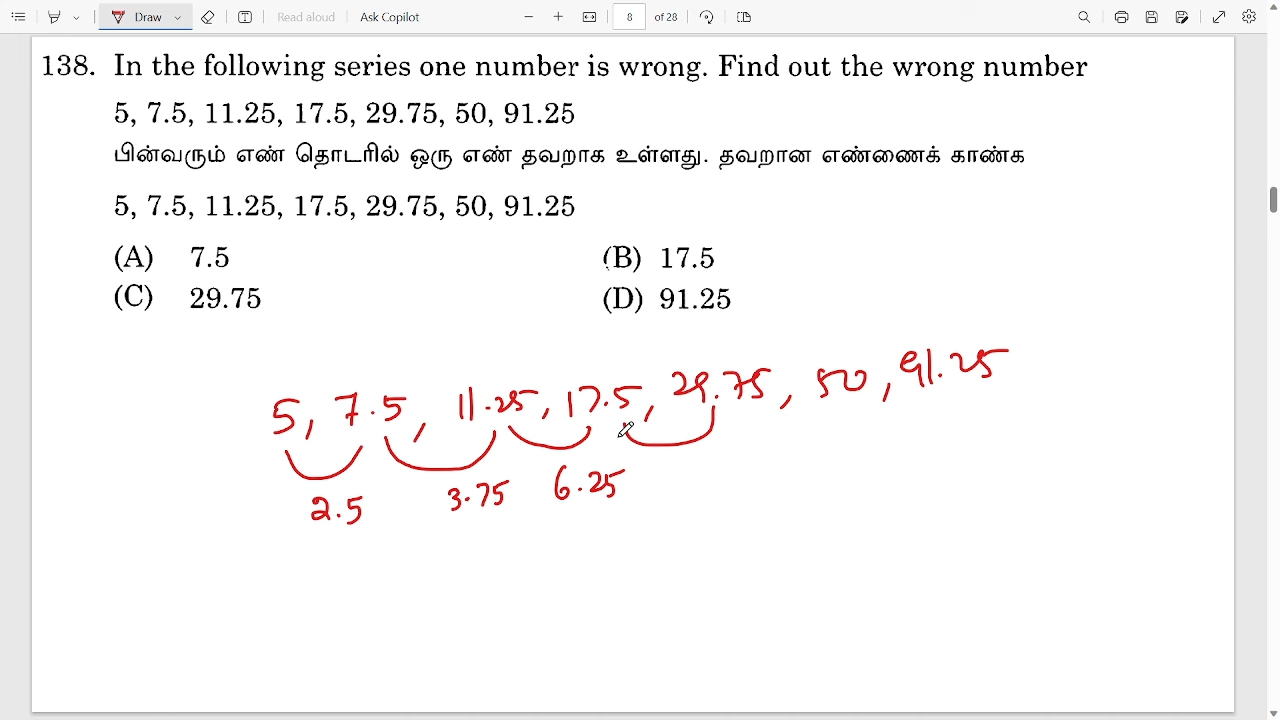 Draw
Read aloud
Ask Copilot
8 of 28
138. In the following series one number is wrong. Find out the wrong number
5, 7.5, 11.25, 17.5, 29.75, 50, 91.25
பின்வரும் எண் தொடரில் ஒரு எண் தவறாக உள்ளது. தவறான எண்ணைக் காண்க
5, 7.5, 11.25, 17.5, 29.75, 50, 91.25
(A) 7.5 (B) 17.5
(C) 29.75 (D) 91.25
5, 7.5, 11.25, 17.5, 29.75, 50, 91.25
2.5 3.75 6.25